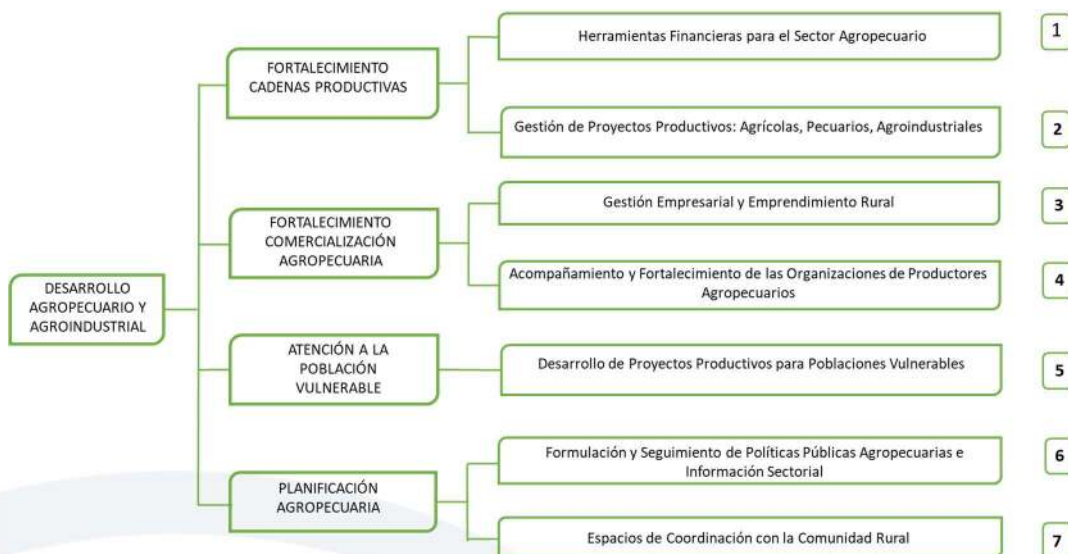 Herramientas Financieras para el Sector Agropecuario
1
FORTALECIMIENTO
CADENAS PRODUCTIVAS
Gestión de Proyectos Productivos: Agrícolas, Pecuarios, Agroindustriales
2
Gestión Empresarial y Emprendimiento Rural
3
FORTALECIMIENTO
COMERCIALIZACIÓN
AGROPECUARIA
Acompañamiento y Fortalecimiento de las Organizaciones de Productores
Agropecuarios
4
DESARROLLO
AGROPECUARIO Y
AGROINDUSTRIAL
ATENCIÓN A LA
POBLACIÓN
VULNERABLE
Desarrollo de Proyectos Productivos para Poblaciones Vulnerables
5
Formulación y Seguimiento de Políticas Públicas Agropecuarias e
Información Sectorial
6
PLANIFICACIÓN
AGROPECUARIA
Espacios de Coordinación con la Comunidad Rural
7